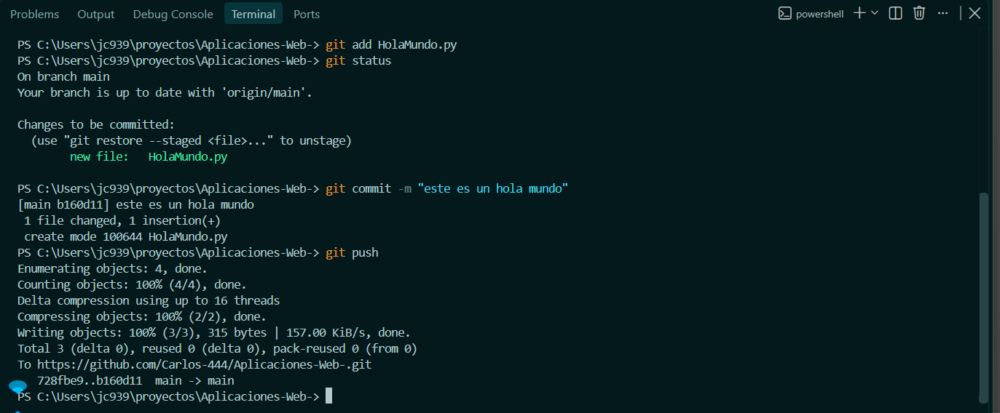 Problems Output Debug Console Terminal Ports powershell
PS C:\Users\jc939\proyectos\Aplicaciones-Web-> git add HolaMundo.py
PS C:\Users\jc939\proyectos\Aplicaciones-Web-> git status
On branch main
Your branch is up to date with 'origin/main'.
Changes to be committed:
  (use "git restore --staged <file>..." to unstage)
        new file:   HolaMundo.py
PS C:\Users\jc939\proyectos\Aplicaciones-Web-> git commit -m "este es un hola mundo"
[main b160d11] este es un hola mundo
 1 file changed, 1 insertion(+)
 create mode 100644 HolaMundo.py
PS C:\Users\jc939\proyectos\Aplicaciones-Web-> git push
Enumerating objects: 4, done.
Counting objects: 100% (4/4), done.
Delta compression using up to 16 threads
Compressing objects: 100% (2/2), done.
Writing objects: 100% (3/3), 315 bytes | 157.00 KiB/s, done.
Total 3 (delta 0), reused 0 (delta 0), pack-reused 0 (from 0)
To https://github.com/Carlos-444/Aplicaciones-Web-.git
   728fbe9..b160d11  main -> main
PS C:\Users\jc939\proyectos\Aplicaciones-Web->